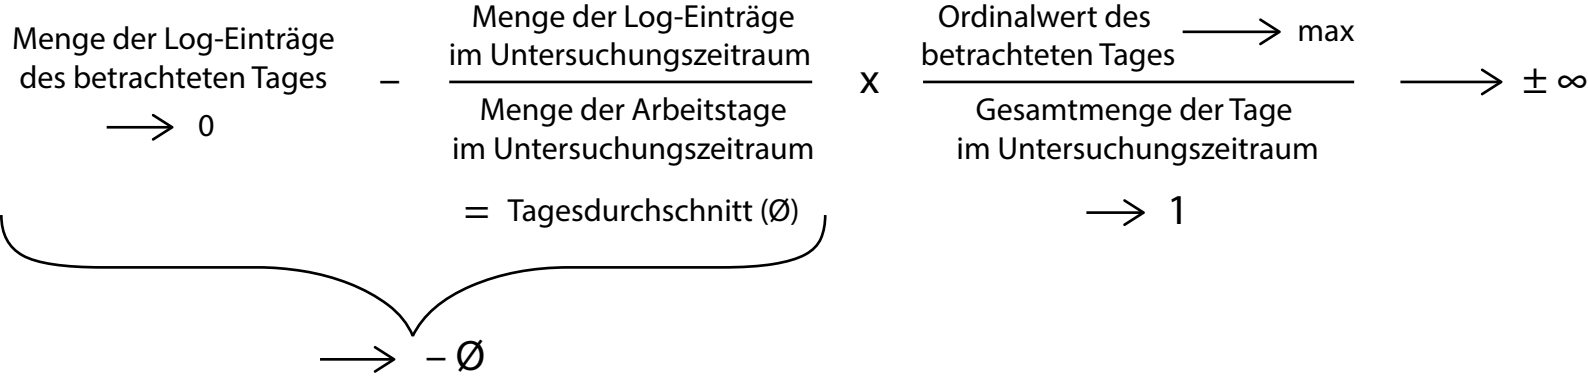 Menge der Log-Einträge
des betrachteten Tages
⟶ 0
–
Menge der Log-Einträge
im Untersuchungszeitraum
Menge der Arbeitstage
im Untersuchungszeitraum
= Tagesdurchschnitt (Ø)
x
Ordinalwert des
betrachteten Tages ⟶ max
Gesamtmenge der Tage
im Untersuchungszeitraum
⟶ 1
⟶ ± ∞
⟶ – Ø